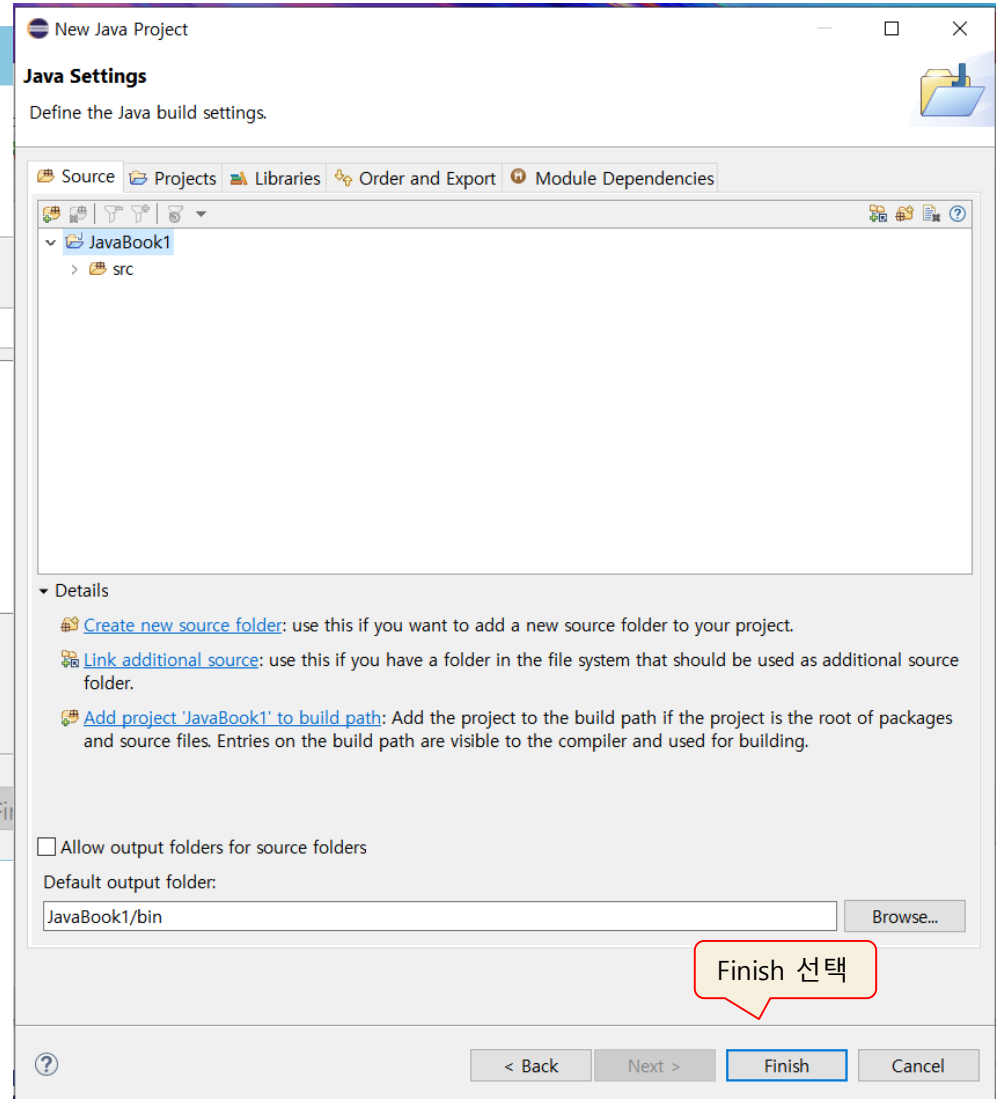 New Java Project
Java Settings
Define the Java build settings.
Source Projects Libraries Order and Export Module Dependencies
JavaBook1
src
Details
Create new source folder: use this if you want to add a new source folder to your project.
Link additional source: use this if you have a folder in the file system that should be used as additional source
folder.
Add project 'JavaBook1' to build path: Add the project to the build path if the project is the root of packages
and source files. Entries on the build path are visible to the compiler and used for building.
Allow output folders for source folders
Default output folder:
JavaBook1/bin Browse...
Finish 선택
< Back Next > Finish Cancel